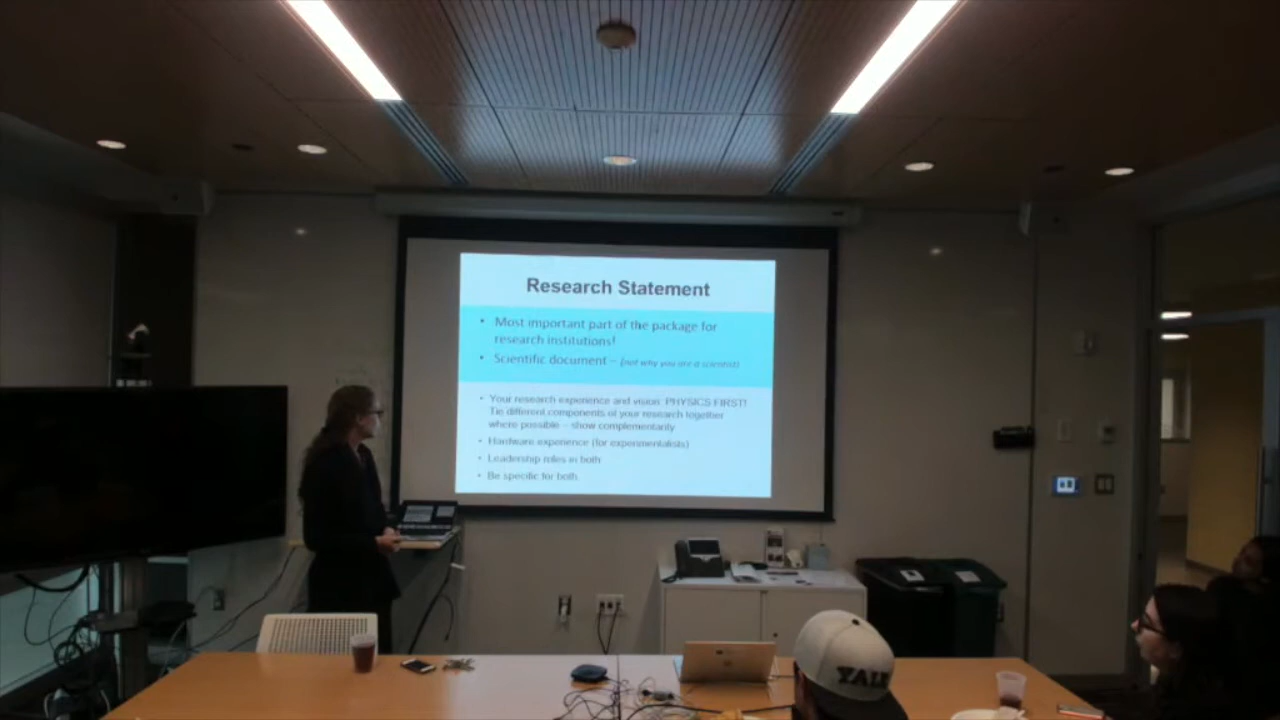 Research Statement
• Most important part of the package for
research institutions!
• Scientific document – (not why you are a scientist)
• Your research experience and vision: PHYSICS FIRST!
Tie different components of your research together
where possible – show complementarity
• Hardware experience (for experimentalists)
• Leadership roles in both
• Be specific for both
YALE